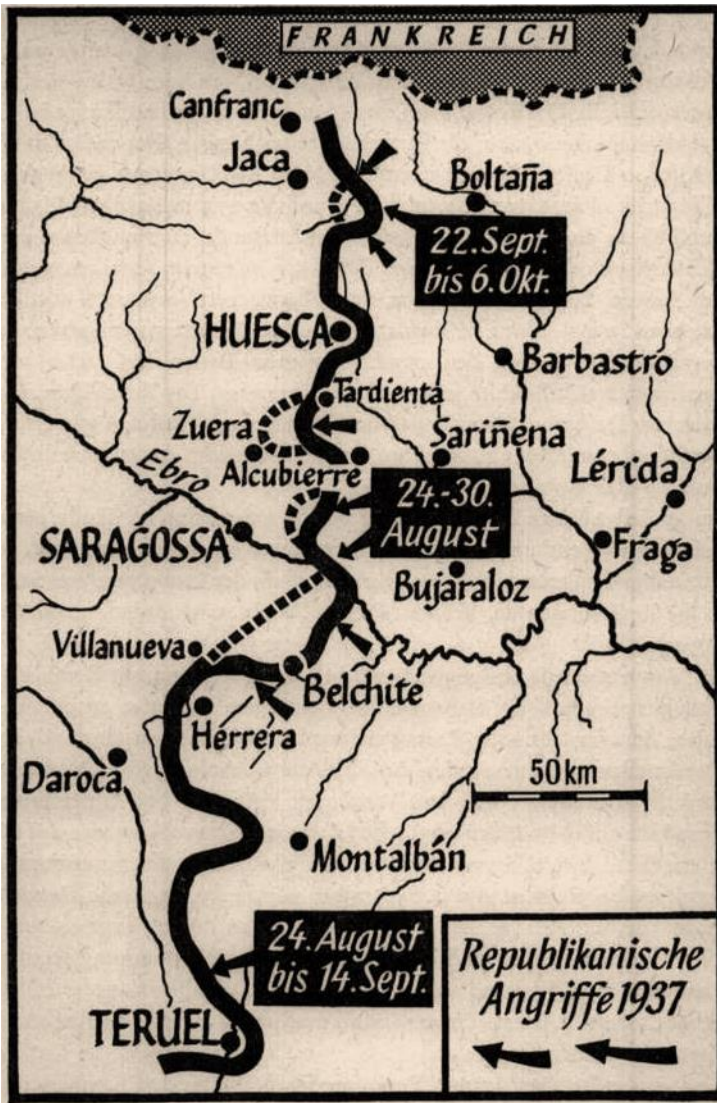 FRANKREICH
Canfranc
Jaca
Boltaña
22. Sept.
bis 6. Okt.
HUESCA
Barbastro
Tardienta
Zuera
Sariñena
Alcubierre
Ebro
Lérida
24.-30.
August
SARAGOSSA
Fraga
Bujaraloz
Villanueva
Belchite
Herrera
Daroca
50 km
Montalbán
24. August
bis 14. Sept.
Republikanische
Angriffe 1937
TERUEL